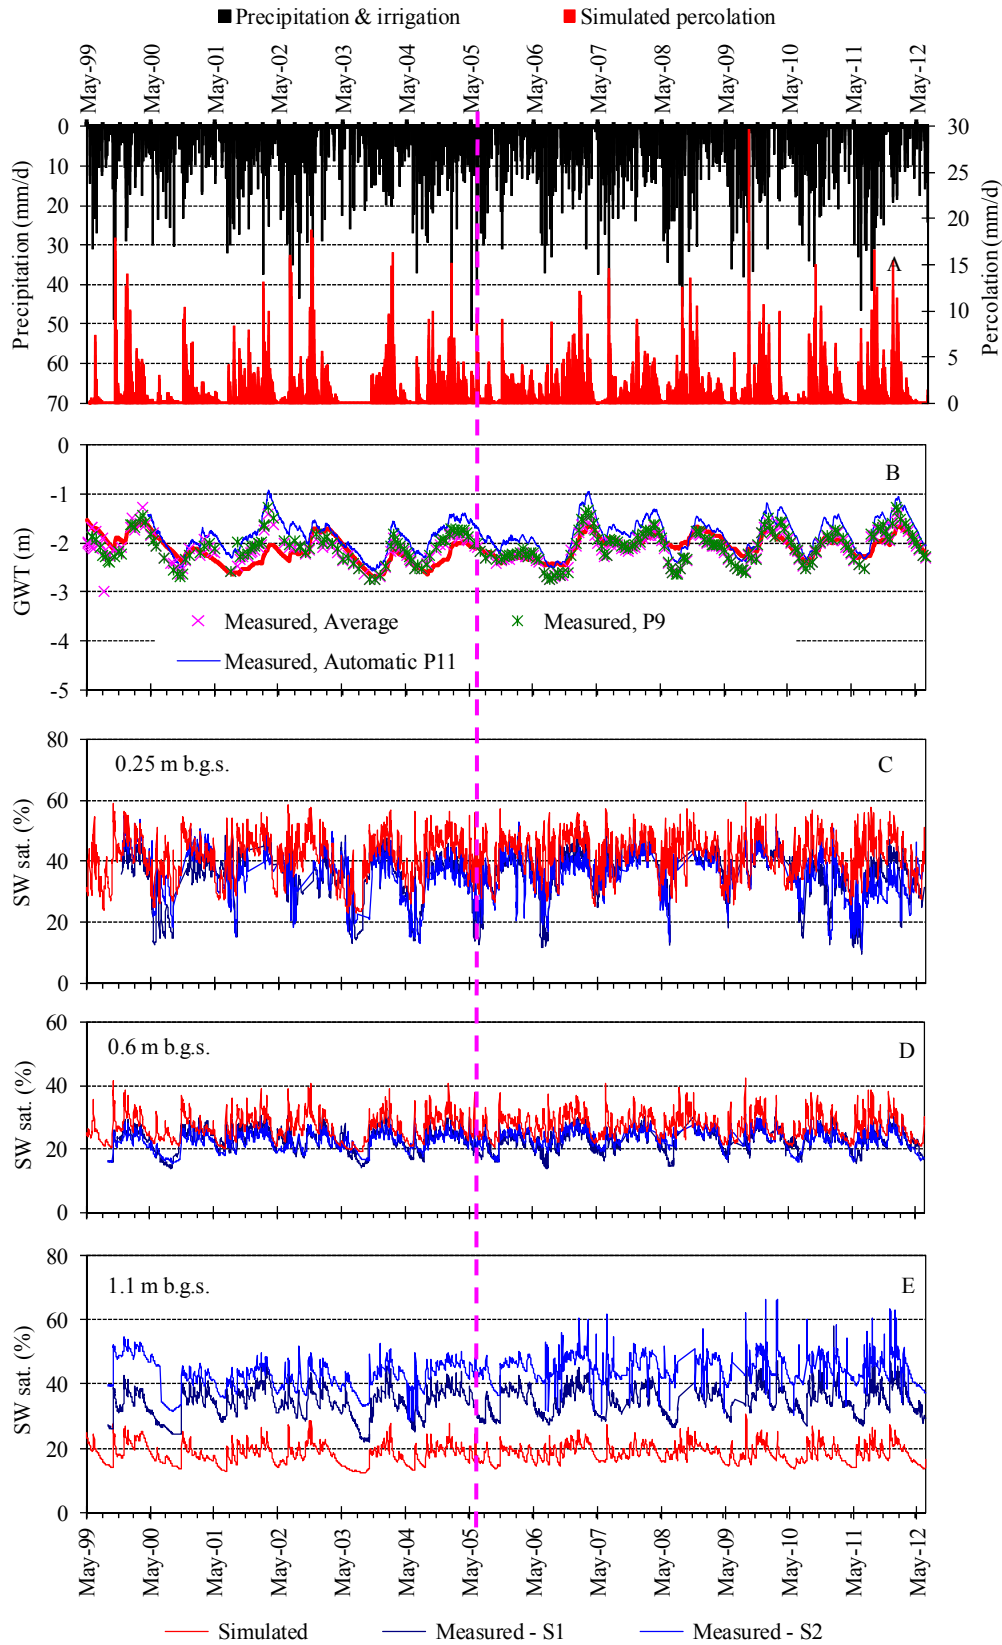 Precipitation & irrigation Simulated percolation
May-99 May-00 May-01 May-02 May-03 May-04 May-05 May-06 May-07 May-08 May-09 May-10 May-11 May-12
Precipitation (mm/d)
0
10
20
30
40
50
60
70
A
30
25
20
15
10
5
0
Percolation (mm/d)
GWT (m)
0
-1
-2
-3
-4
-5
B
Measured, Average Measured, P9
Measured, Automatic P11
SW sat. (%)
80
60
40
20
0
0.25 m b.g.s. C
SW sat. (%)
60
40
20
0
0.6 m b.g.s. D
SW sat. (%)
80
60
40
20
0
1.1 m b.g.s. E
May-99 May-00 May-01 May-02 May-03 May-04 May-05 May-06 May-07 May-08 May-09 May-10 May-11 May-12
Simulated Measured - S1 Measured - S2